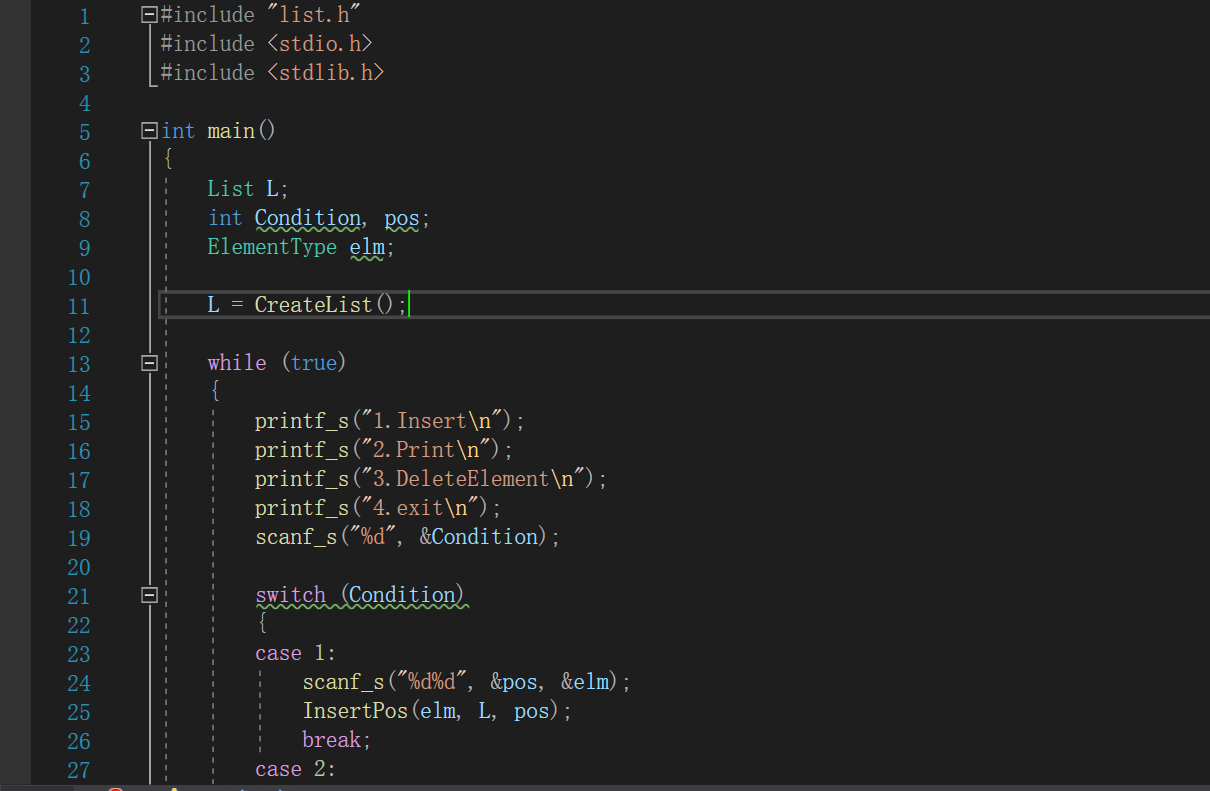 1 #include "list.h"
2 #include <stdio.h>
3 #include <stdlib.h>
4
5 int main()
6 {
7 List L;
8 int Condition, pos;
9 ElementType elm;
10
11 L = CreateList();
12
13 while (true)
14 {
15 printf_s("1.Insert\n");
16 printf_s("2.Print\n");
17 printf_s("3.DeleteElement\n");
18 printf_s("4.exit\n");
19 scanf_s("%d", &Condition);
20
21 switch (Condition)
22 {
23 case 1:
24 scanf_s("%d%d", &pos, &elm);
25 InsertPos(elm, L, pos);
26 break;
27 case 2: